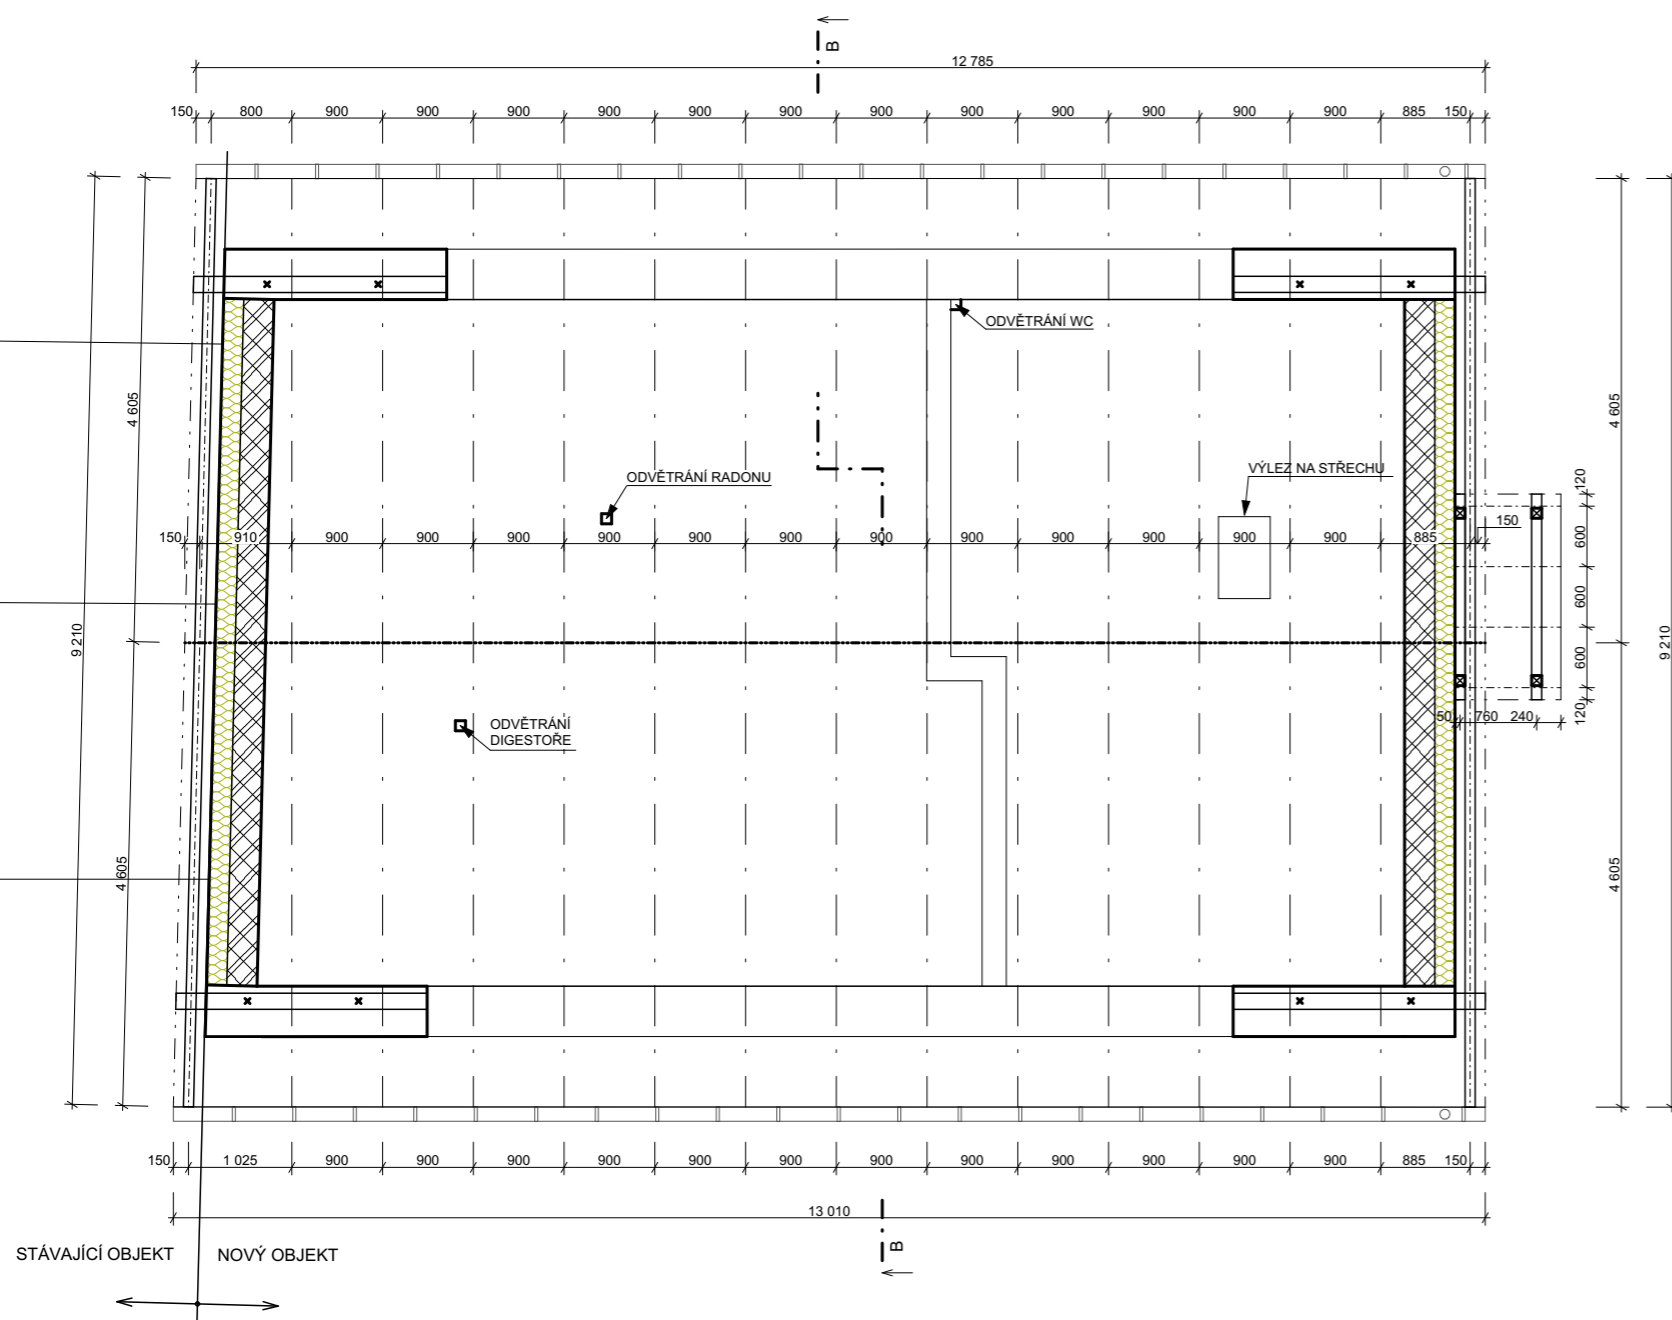 B
12 785
150 800 900 900 900 900 900 900 900 900 900 900 900 900 885 150
ODVĚTRÁNÍ WC
4 605
4 605
ODVĚTRÁNÍ RADONU
VÝLEZ NA STŘECHU
120
150
150 910 900 900 900 900 900 900 900 900 900 900 900 900 885
600
600
9 210
9 210
600
50 760 240
120
ODVĚTRÁNÍ
DIGESTOŘE
4 605
4 605
150 1 025 900 900 900 900 900 900 900 900 900 900 900 900 885 150
13 010
B
STÁVAJÍCÍ OBJEKT NOVÝ OBJEKT